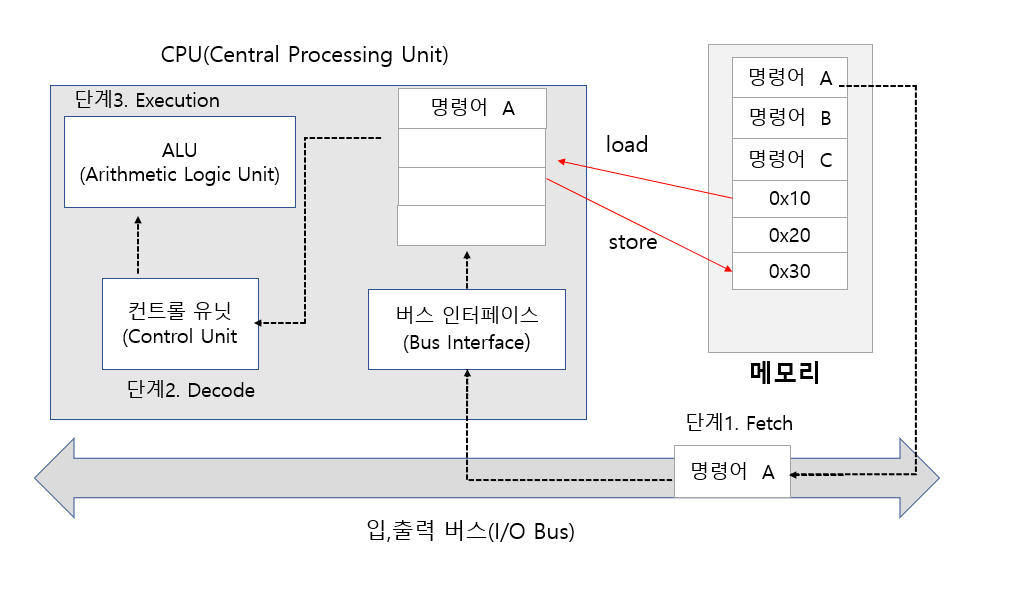 CPU(Central Processing Unit)
단계3. Execution
ALU
(Arithmetic Logic Unit)
컨트롤 유닛
(Control Unit
단계2. Decode
명령어 A
버스 인터페이스
(Bus Interface)
load
store
명령어 A
명령어 B
명령어 C
0x10
0x20
0x30
메모리
단계1. Fetch
명령어 A
입,출력 버스(I/O Bus)